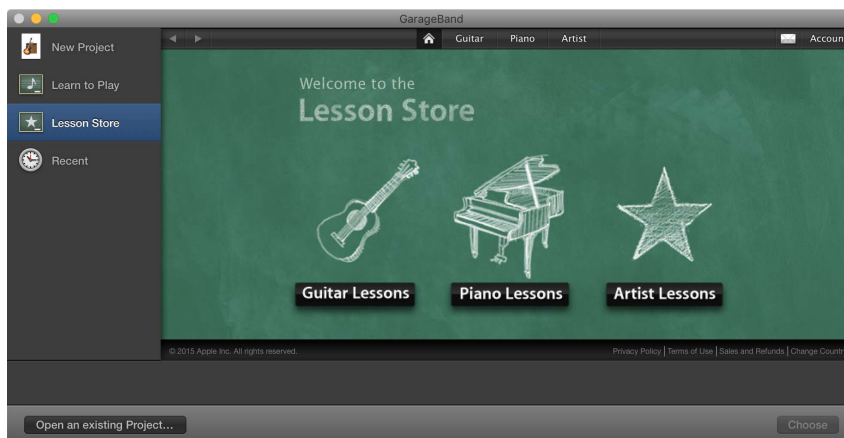 GarageBand
New Project
Learn to Play
Lesson Store
Recent
Guitar Piano Artist Accoun
Welcome to the
Lesson Store
Guitar Lessons Piano Lessons Artist Lessons
© 2015 Apple Inc. All rights reserved. Privacy Policy | Terms of Use | Sales and Refunds | Change Countr
Open an existing Project... Choose